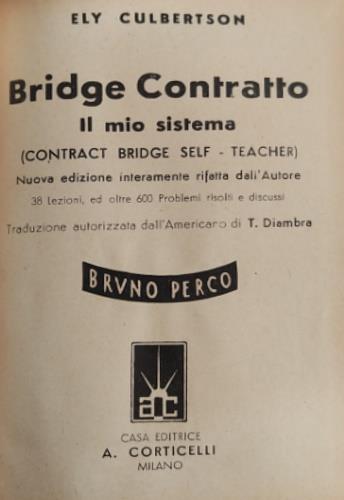 ELY CULBERTSON
Bridge Contratto
Il mio sistema
(CONTRACT BRIDGE SELF - TEACHER)
Nuova edizione interamente rifatta dall'Autore
38 Lezioni, ed oltre 600 Problemi risolti e discussi
Traduzione autorizzata dall'Americano di T. Diambra
BRVNO PERCO
ac
CASA EDITRICE
A. CORTICELLI
MILANO